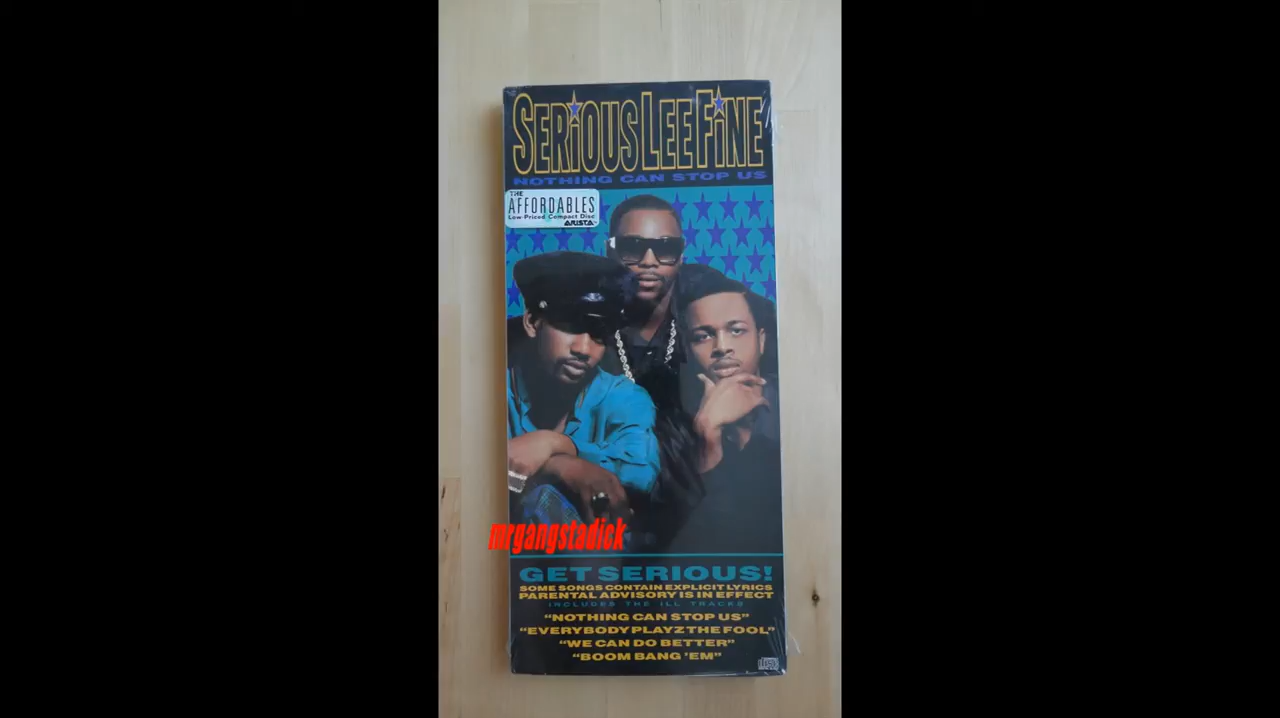 SERIOUS LEE FINE
NOTHING CAN STOP US
THE
AFFORDABLES
Low-Priced Compact Disc
ARISTA
mrgangstadick
GET SERIOUS!
SOME SONGS CONTAIN EXPLICIT LYRICS
PARENTAL ADVISORY IS IN EFFECT
INCLUDES THE ILL TRACKS
"NOTHING CAN STOP US"
"EVERYBODY PLAYZ THE FOOL"
"WE CAN DO BETTER"
"BOOM BANG 'EM"